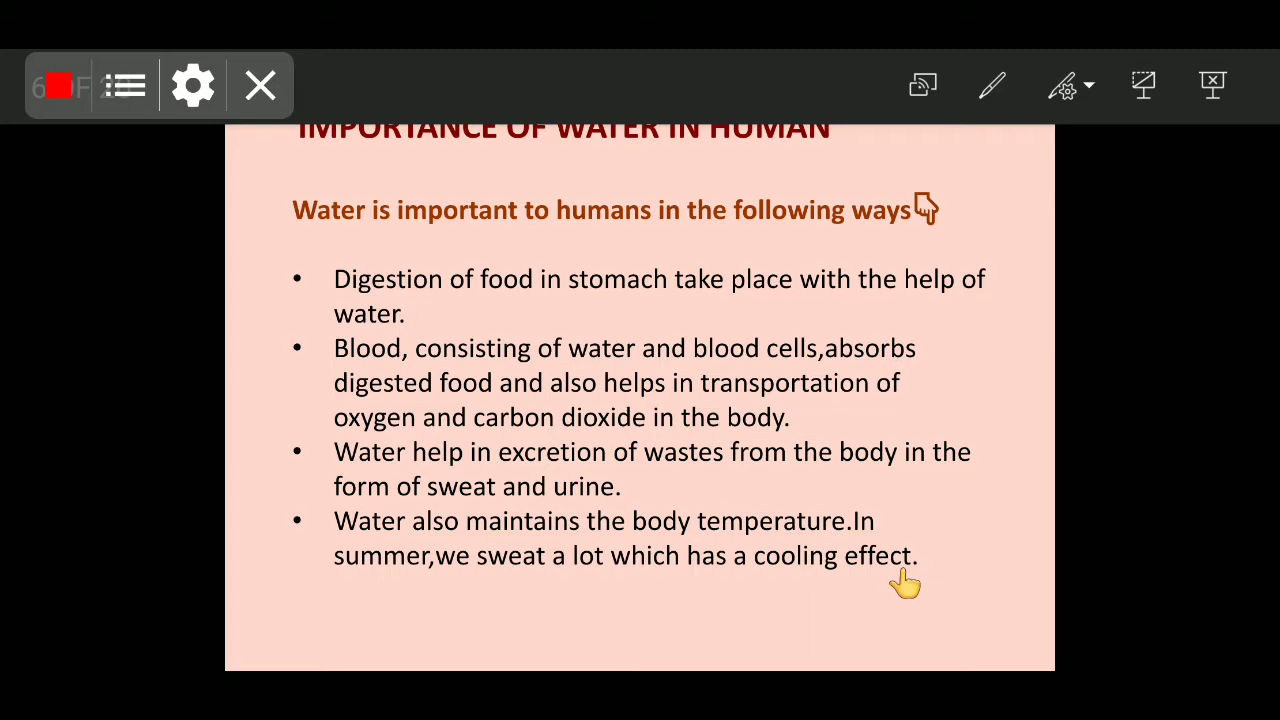 6 OF 20
IMPORTANCE OF WATER IN HUMAN
Water is important to humans in the following ways
• Digestion of food in stomach take place with the help of
water.
• Blood, consisting of water and blood cells,absorbs
digested food and also helps in transportation of
oxygen and carbon dioxide in the body.
• Water help in excretion of wastes from the body in the
form of sweat and urine.
• Water also maintains the body temperature.In
summer,we sweat a lot which has a cooling effect.